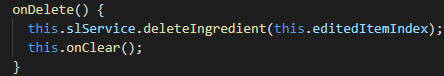 onDelete() {
  this.slService.deleteIngredient(this.editedItemIndex);
  this.onClear();
}